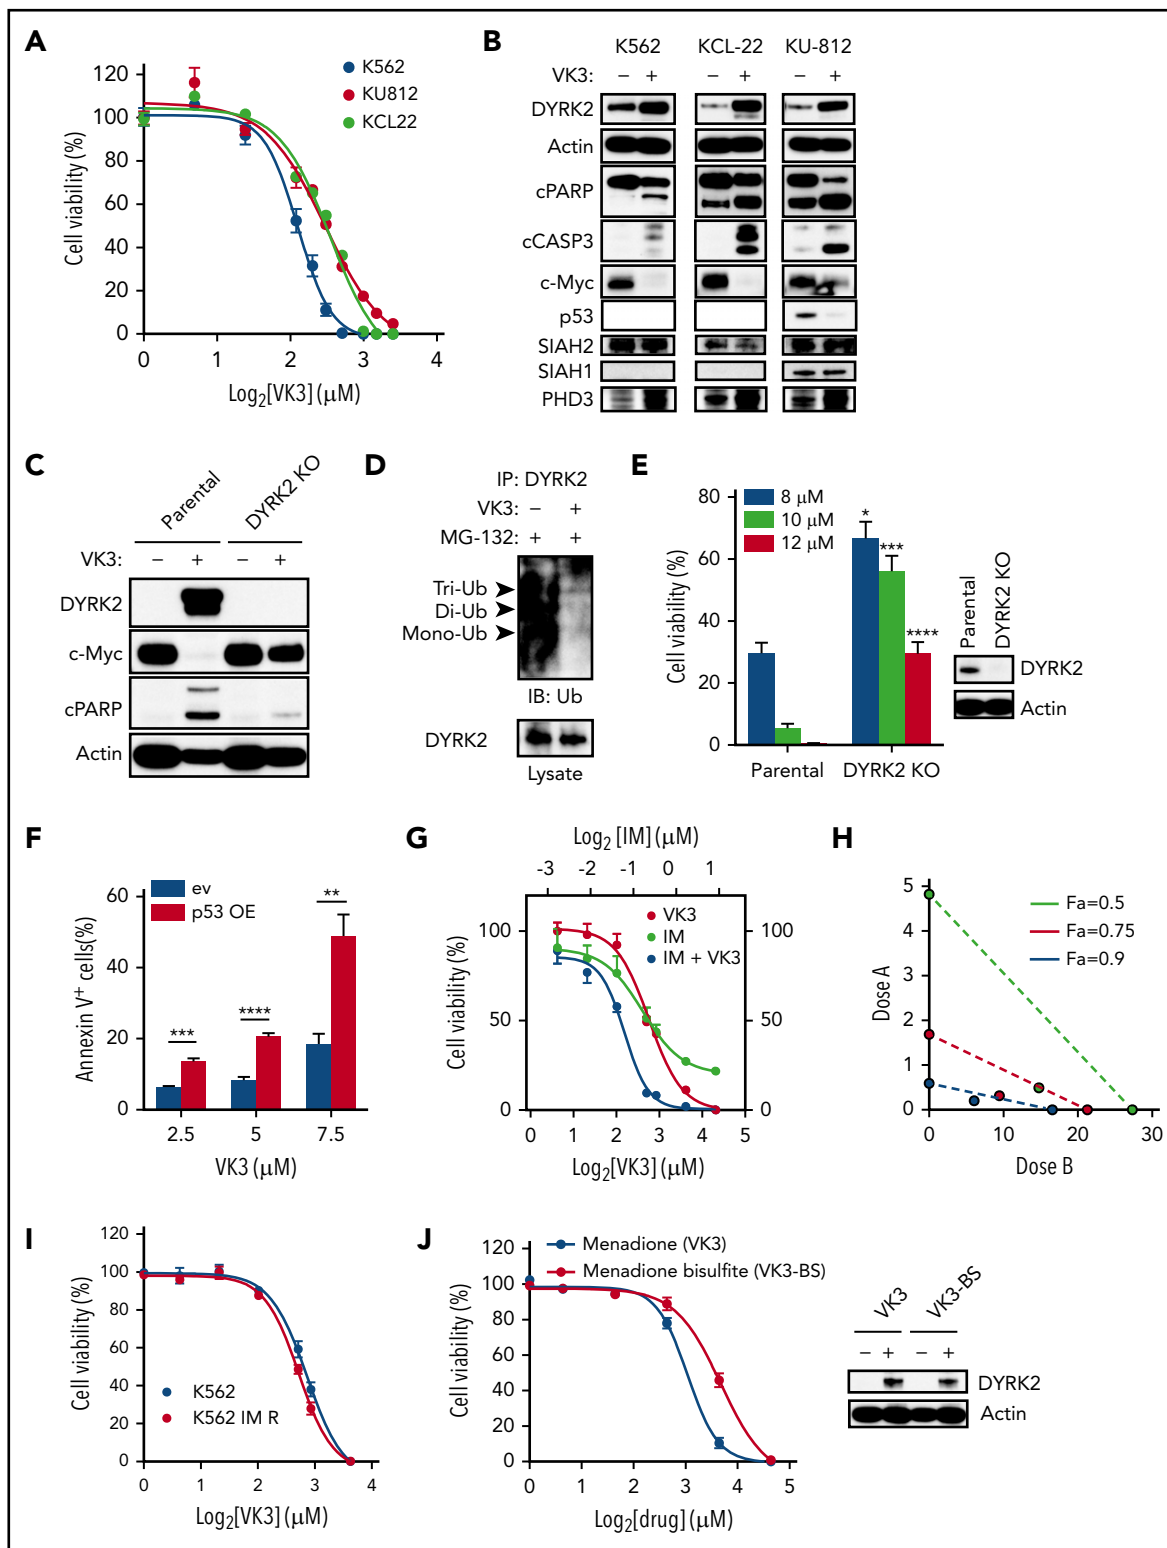 A
120
100
80
60
40
20
0
0
1
2
3
4
Cell viability (%)
Log2[VK3] (μM)
K562
KU812
KCL22
B
K562 KCL-22 KU-812
VK3: – + – + – +
DYRK2
Actin
cPARP
cCASP3
c-Myc
p53
SIAH2
SIAH1
PHD3
C
Parental DYRK2 KO
VK3: – + – +
DYRK2
c-Myc
cPARP
Actin
D
IP: DYRK2
VK3: – +
MG-132: + +
Tri-Ub
Di-Ub
Mono-Ub
IB: Ub
DYRK2
Lysate
E
80
60
40
20
0
Cell viability (%)
8 μM
10 μM
12 μM
* *** ****
Parental DYRK2 KO
Parental DYRK2 KO
DYRK2
Actin
F
60
40
20
0
Annexin V+ cells(%)
ev
p53 OE
*** **** **
2.5 5 7.5
VK3 (μM)
G
Log2 [IM] (μM)
-3 -2 -1 0 1
100
50
0
Cell viability (%)
VK3
IM
IM + VK3
100
50
0
0 1 2 3 4 5
Log2[VK3] (μM)
H
5
4
3
2
1
0
Dose A
Fa=0.5
Fa=0.75
Fa=0.9
0 10 20 30
Dose B
I
120
100
80
60
40
20
0
Cell viability (%)
K562
K562 IM R
0 1 2 3 4
Log2[VK3] (μM)
J
120
100
80
60
40
20
0
Cell viability (%)
Menadione (VK3)
Menadione bisulfite (VK3-BS)
0 1 2 3 4 5
Log2[drug] (μM)
VK3 VK3-BS
– + – +
DYRK2
Actin